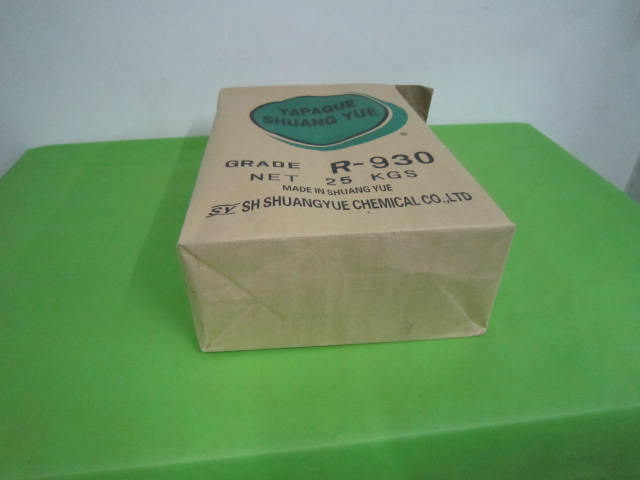 TAPAQUE
SHUANG YUE
®
GRADE R-930
NET 25 KGS
MADE IN SHUANG YUE
SY SH SHUANGYUE CHEMICAL CO.,LTD